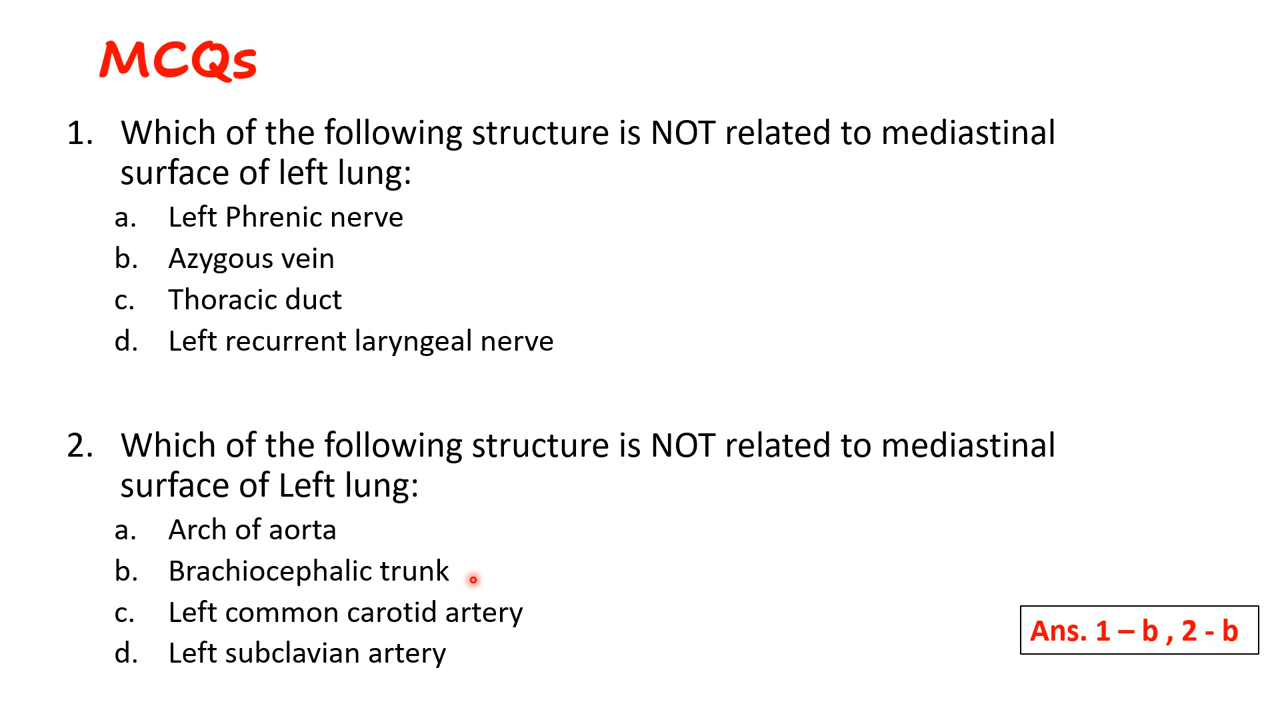 MCQs
1. Which of the following structure is NOT related to mediastinal
surface of left lung:
a. Left Phrenic nerve
b. Azygous vein
c. Thoracic duct
d. Left recurrent laryngeal nerve
2. Which of the following structure is NOT related to mediastinal
surface of Left lung:
a. Arch of aorta
b. Brachiocephalic trunk
c. Left common carotid artery
d. Left subclavian artery
Ans. 1 – b , 2 - b